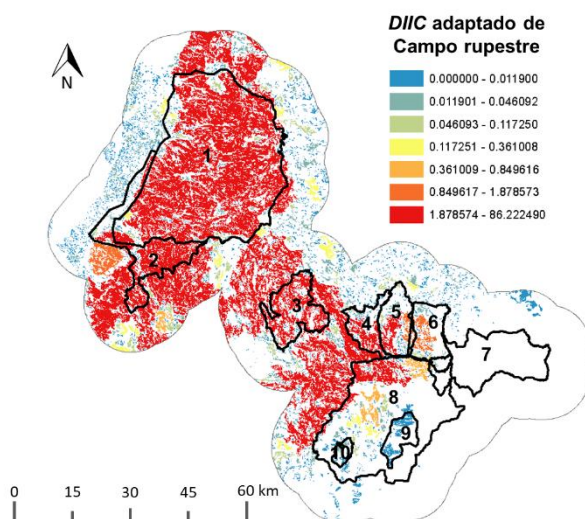 DIIC adaptado de
Campo rupestre
N
0.000000 - 0.011900
0.011901 - 0.046092
0.046093 - 0.117250
0.117251 - 0.361008
0.361009 - 0.849616
0.849617 - 1.878573
1.878574 - 86.222490
1
2
3
4
5
6
7
8
9
10
0 15 30 45 60 km